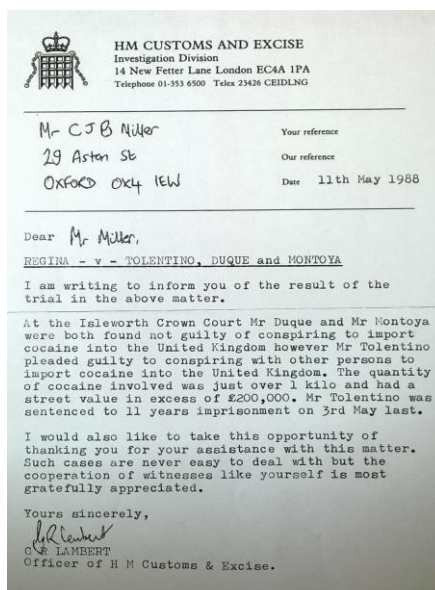 HM CUSTOMS AND EXCISE
Investigation Division
14 New Fetter Lane London EC4A 1PA
Telephone 01-353 6500 Telex 23426 CEIDLNG
Mr CJB Miller
29 Aston St
OXFORD OX4 1EW
Your reference
Our reference
Date 11th May 1988
Dear Mr Miller,
REGINA - v - TOLENTINO, DUQUE and MONTOYA
I am writing to inform you of the result of the
trial in the above matter.
At the Isleworth Crown Court Mr Duque and Mr Montoya
were both found not guilty of conspiring to import
cocaine into the United Kingdom however Mr Tolentino
pleaded guilty to conspiring with other persons to
import cocaine into the United Kingdom. The quantity
of cocaine involved was just over 1 kilo and had a
street value in excess of £200,000. Mr Tolentino was
sentenced to 11 years imprisonment on 3rd May last.
I would also like to take this opportunity of
thanking you for your assistance with this matter.
Such cases are never easy to deal with but the
cooperation of witnesses like yourself is most
gratefully appreciated.
Yours sincerely,
GR Lambert
G R LAMBERT
Officer of H M Customs & Excise.